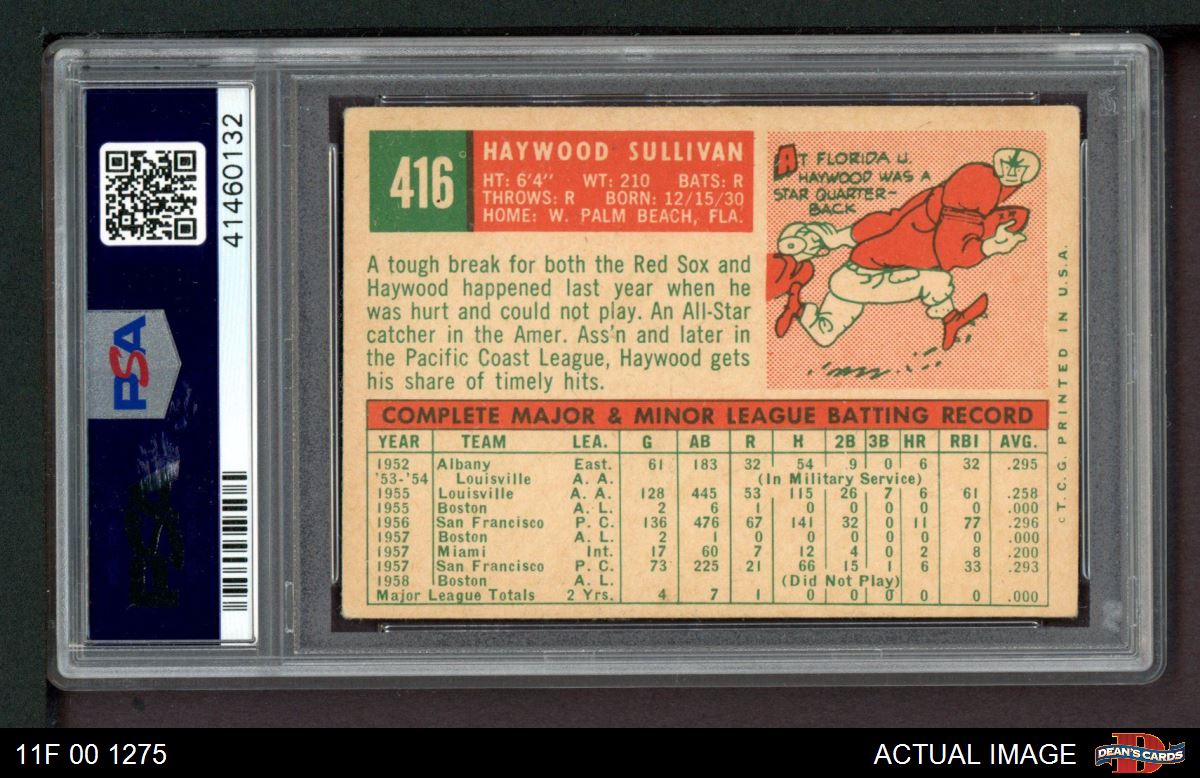 41460132
PSA
416
HAYWOOD SULLIVAN
HT: 6'4" WT: 210 BATS: R
THROWS: R BORN: 12/15/30
HOME: W. PALM BEACH, FLA.
AT FLORIDA U.
HAYWOOD WAS A
STAR QUARTER-
BACK
A tough break for both the Red Sox and
Haywood happened last year when he
was hurt and could not play. An All-Star
catcher in the Amer. Ass'n and later in
the Pacific Coast League, Haywood gets
his share of timely hits.
COMPLETE MAJOR & MINOR LEAGUE BATTING RECORD
YEAR TEAM LEA. G AB R H 2B 3B HR RBI AVG.
1952 Albany East. 61 183 32 54 9 0 6 32 .295
'53-'54 Louisville A. A. (In Military Service)
1955 Louisville A. A. 128 445 53 115 26 7 6 61 .258
1955 Boston A. L. 2 6 1 0 0 0 0 0 .000
1956 San Francisco P. C. 136 476 67 141 32 0 11 77 .296
1957 Boston A. L. 2 1 0 0 0 0 0 0 .000
1957 Miami Int. 17 60 7 12 4 0 2 8 .200
1957 San Francisco P. C. 73 225 21 66 15 1 6 33 .293
1958 Boston A. L. (Did Not Play)
Major League Totals 2 Yrs. 4 7 1 0 0 0 0 0 .000
©T. C. G. PRINTED IN U.S.A.
11F 00 1275
ACTUAL IMAGE
DEAN'S CARDS